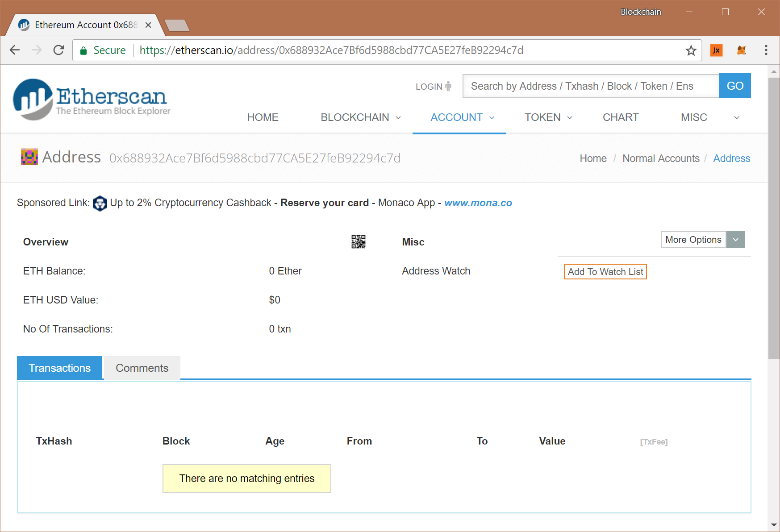 Blockchain
Ethereum Account 0x688
Secure
https://etherscan.io/address/0x688932Ace7Bf6d5988cbd77CA5E27feB92294c7d
Etherscan
The Ethereum Block Explorer
LOGIN
Search by Address / Txhash / Block / Token / Ens
GO
HOME BLOCKCHAIN ACCOUNT TOKEN CHART MISC
Address 0x688932Ace7Bf6d5988cbd77CA5E27feB92294c7d
Home / Normal Accounts / Address
Sponsored Link: Up to 2% Cryptocurrency Cashback - Reserve your card - Monaco App - www.mona.co
Overview
Misc
More Options
ETH Balance: 0 Ether
Address Watch Add To Watch List
ETH USD Value: $0
No Of Transactions: 0 txn
Transactions Comments
TxHash Block Age From To Value [TxFee]
There are no matching entries